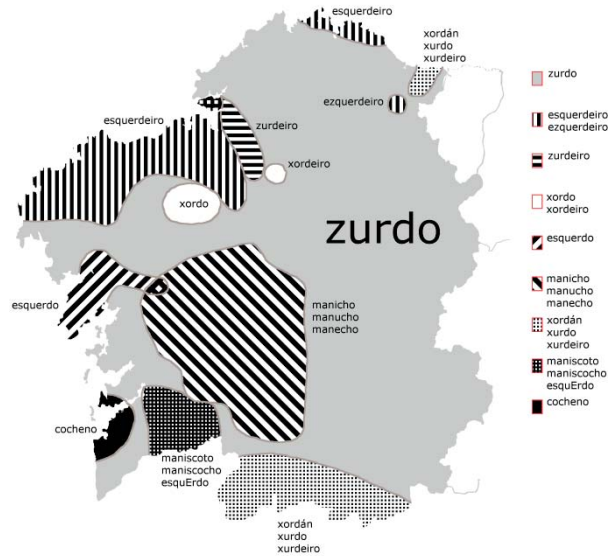 esquerdeiro
xordán
xurdo
xurdeiro
zurdo
ezquerdeiro
esquerdeiro
ezquerdeiro
esquerdeiro
zurdeiro
zurdeiro
xordeiro
xordo
xordo
xordeiro
zurdo
esquerdo
esquerdo
manicho
manucho
manecho
manicho
manucho
manecho
xordán
xurdo
xurdeiro
maniscoto
maniscocho
esquErdo
cocheno
cocheno
maniscoto
maniscocho
esquErdo
xordán
xurdo
xurdeiro